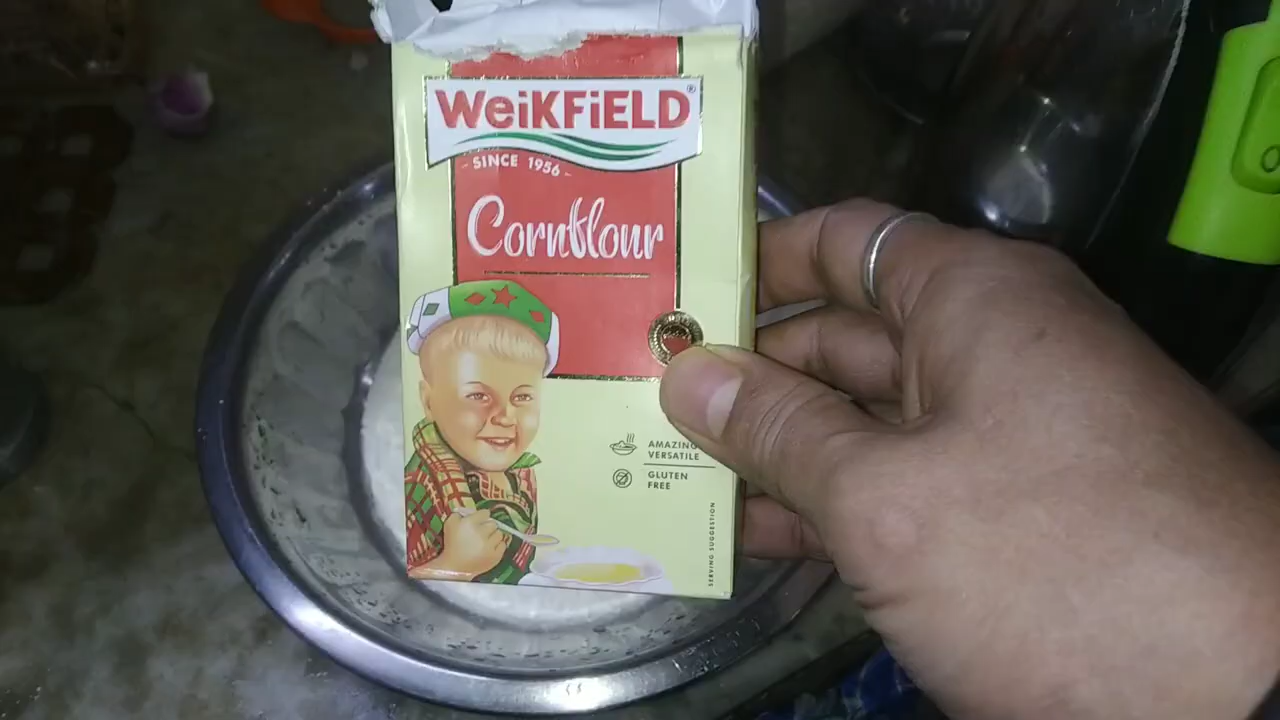 WeiKFiELD®
- SINCE 1956 -
Cornflour
AMAZING
VERSATILE
GLUTEN
FREE
SERVING SUGGESTION